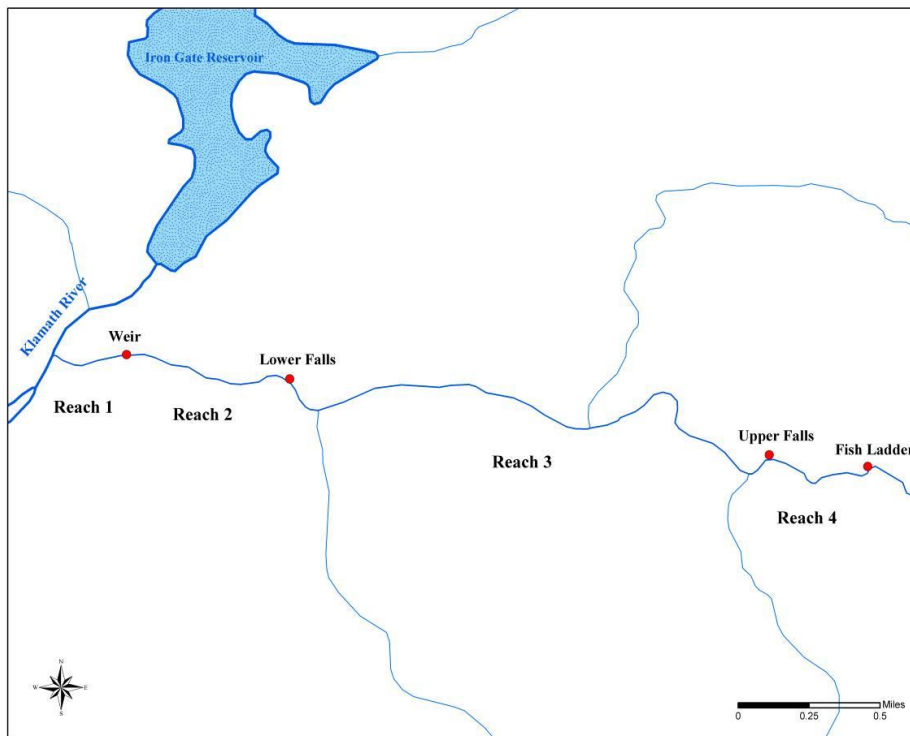 Iron Gate Reservoir
Klamath River
Weir
Lower Falls
Reach 1
Reach 2
Reach 3
Upper Falls
Fish Ladder
Reach 4
N
W
E
S
Miles
0
0.25
0.5